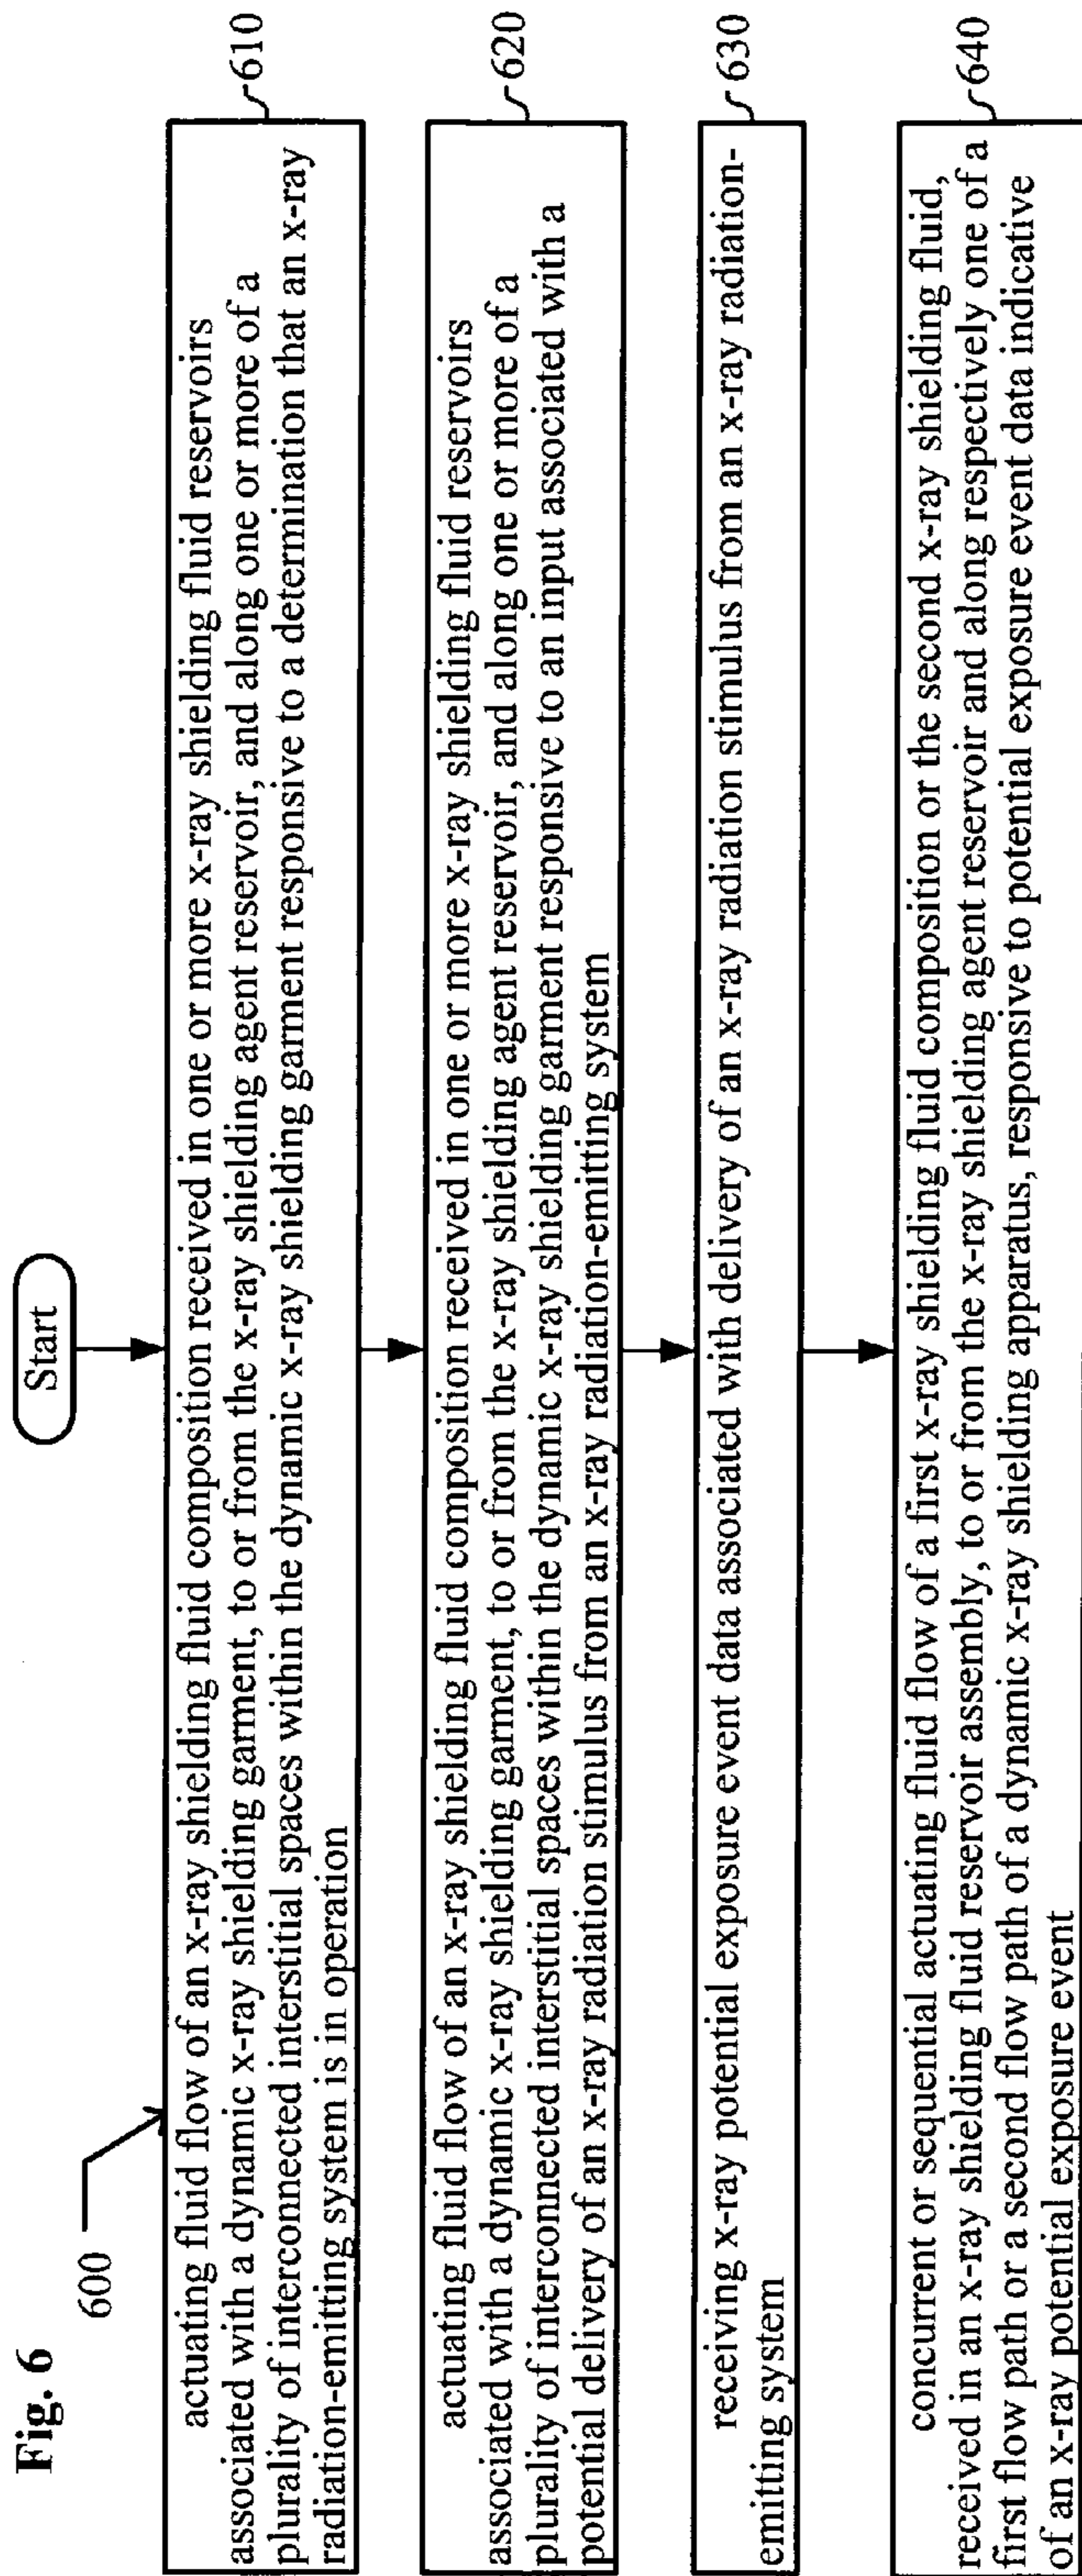 Fig. 6
600
Start
actuating fluid flow of an x-ray shielding fluid composition received in one or more x-ray shielding fluid reservoirs
associated with a dynamic x-ray shielding garment, to or from the x-ray shielding agent reservoir, and along one or more of a
plurality of interconnected interstitial spaces within the dynamic x-ray shielding garment responsive to a determination that an x-ray
radiation-emitting system is in operation
610
actuating fluid flow of an x-ray shielding fluid composition received in one or more x-ray shielding fluid reservoirs
associated with a dynamic x-ray shielding garment, to or from the x-ray shielding agent reservoir, and along one or more of a
plurality of interconnected interstitial spaces within the dynamic x-ray shielding garment responsive to an input associated with a
potential delivery of an x-ray radiation stimulus from an x-ray radiation-emitting system
620
receiving x-ray potential exposure event data associated with delivery of an x-ray radiation stimulus from an x-ray radiation-
emitting system
630
concurrent or sequential actuating fluid flow of a first x-ray shielding fluid composition or the second x-ray shielding fluid,
received in an x-ray shielding fluid reservoir assembly, to or from the x-ray shielding agent reservoir and along respectively one of a
first flow path or a second flow path of a dynamic x-ray shielding apparatus, responsive to potential exposure event data indicative
of an x-ray potential exposure event
640